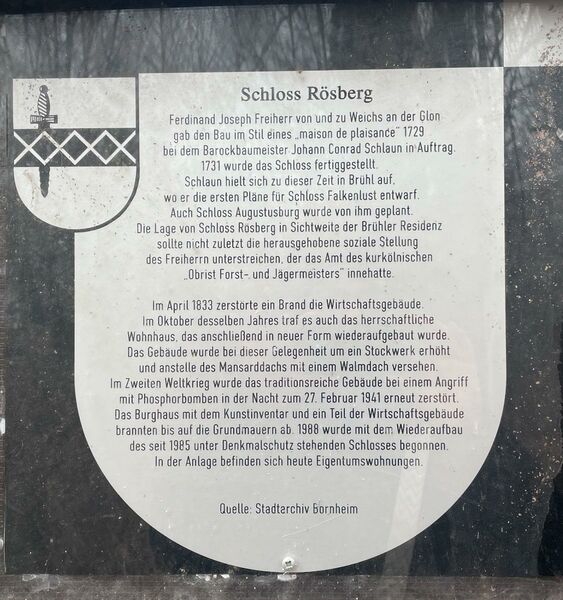 Schloss Rösberg
Ferdinand Joseph Freiherr von und zu Weichs an der Glon
gab den Bau im Stil eines „maison de plaisance" 1729
bei dem Barockbaumeister Johann Conrad Schlaun in Auftrag.
1731 wurde das Schloss fertiggestellt.
Schlaun hielt sich zu dieser Zeit in Brühl auf,
wo er die ersten Pläne für Schloss Falkenlust entwarf.
Auch Schloss Augustusburg wurde von ihm geplant.
Die Lage von Schloss Rösberg in Sichtweite der Brühler Residenz
sollte nicht zuletzt die herausgehobene soziale Stellung
des Freiherrn unterstreichen, der das Amt des kurkölnischen
„Obrist Forst-, und Jägermeisters" innehatte.
Im April 1833 zerstörte ein Brand die Wirtschaftsgebäude.
Im Oktober desselben Jahres traf es auch das herrschaftliche
Wohnhaus, das anschließend in neuer Form wiederaufgebaut wurde.
Das Gebäude wurde bei dieser Gelegenheit um ein Stockwerk erhöht
und anstelle des Mansarddachs mit einem Walmdach versehen.
Im Zweiten Weltkrieg wurde das traditionsreiche Gebäude bei einem Angriff
mit Phosphorbomben in der Nacht zum 27. Februar 1941 erneut zerstört.
Das Burghaus mit dem Kunstinventar und ein Teil der Wirtschaftsgebäude
brannten bis auf die Grundmauern ab. 1988 wurde mit dem Wiederaufbau
des seit 1985 unter Denkmalschutz stehenden Schlosses begonnen.
In der Anlage befinden sich heute Eigentumswohnungen.
Quelle: Stadtarchiv Bornheim